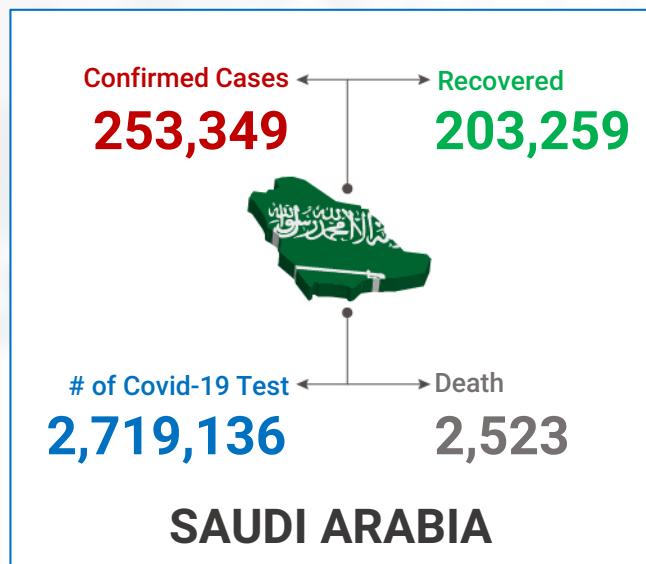 Confirmed Cases
253,349
Recovered
203,259
# of Covid-19 Test
2,719,136
Death
2,523
SAUDI ARABIA